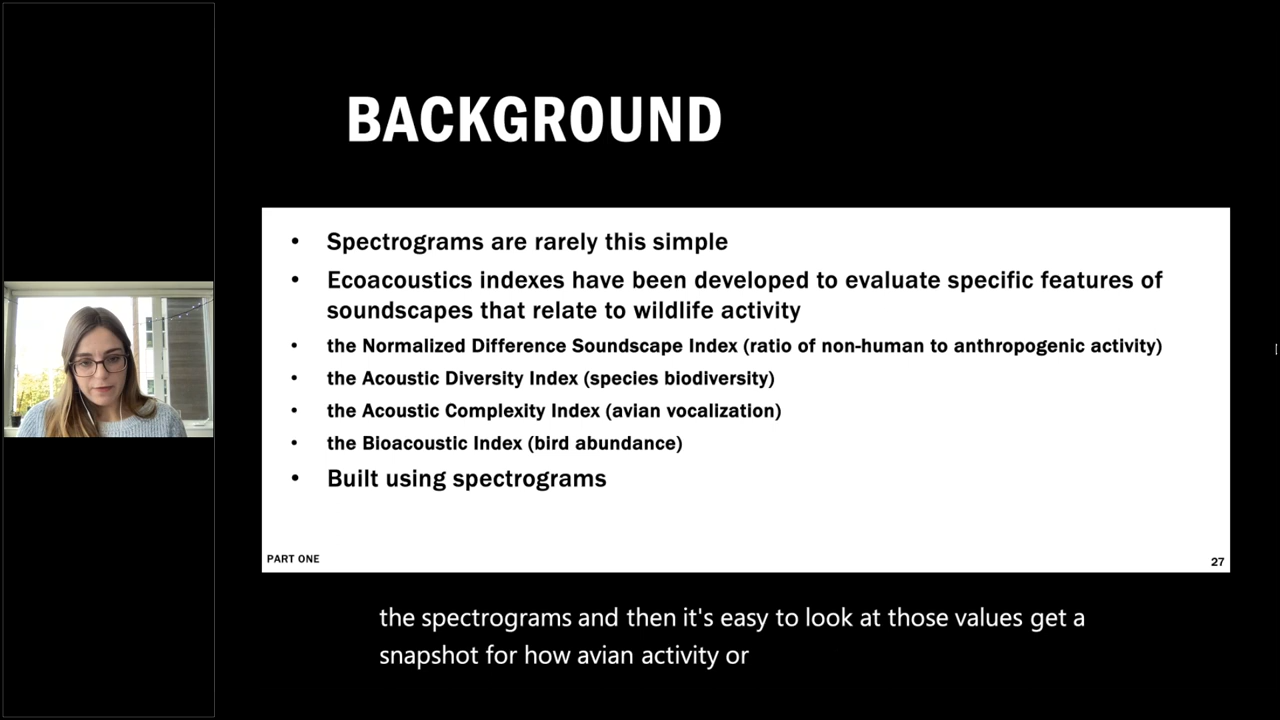 BACKGROUND
• Spectrograms are rarely this simple
• Ecoacoustics indexes have been developed to evaluate specific features of
soundscapes that relate to wildlife activity
• the Normalized Difference Soundscape Index (ratio of non-human to anthropogenic activity)
• the Acoustic Diversity Index (species biodiversity)
• the Acoustic Complexity Index (avian vocalization)
• the Bioacoustic Index (bird abundance)
• Built using spectrograms
PART ONE
27
the spectrograms and then it's easy to look at those values get a
snapshot for how avian activity or